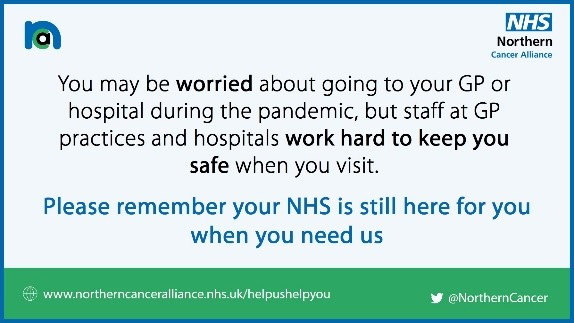 na
NHS
Northern
Cancer Alliance
You may be worried about going to your GP or
hospital during the pandemic, but staff at GP
practices and hospitals work hard to keep you
safe when you visit.
Please remember your NHS is still here for you
when you need us
www.northerncanceralliance.nhs.uk/helpushelpyou
@NorthernCancer